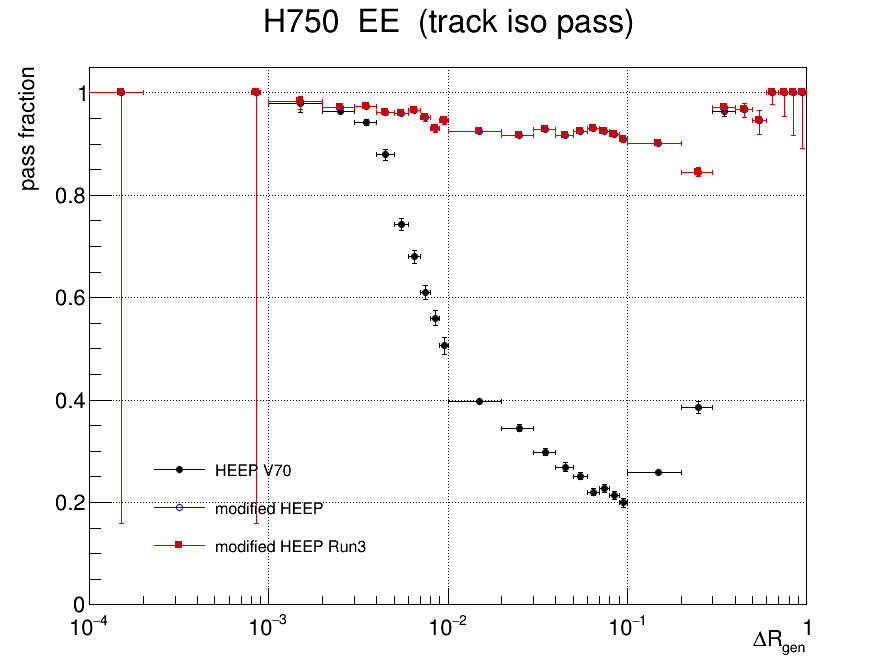 H750 EE (track iso pass)
pass fraction
1
0.8
0.6
0.4
0.2
0
HEEP V70
modified HEEP
modified HEEP Run3
10⁻⁴ 10⁻³ 10⁻² 10⁻¹ 1
ΔR_gen